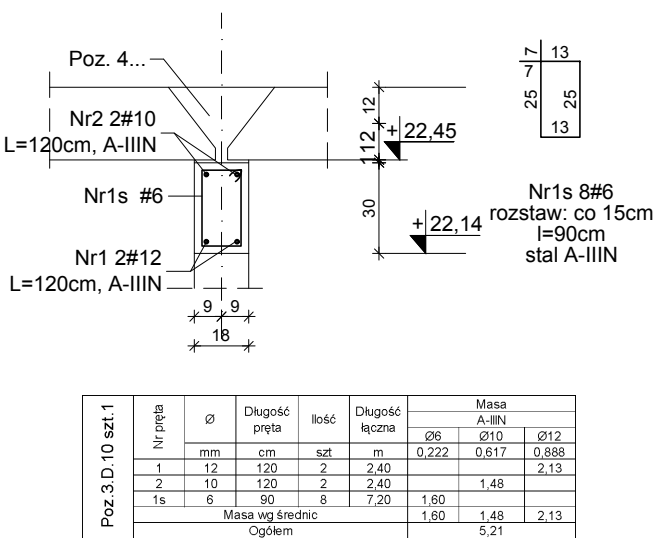 Poz. 4...
Nr2 2#10
L=120cm, A-IIIN
Nr1s #6
Nr1 2#12
L=120cm, A-IIIN
9 9
18
12
112
30
+ 22,45
+ 22,14
7 13
7
25 25
13
Nr1s 8#6
rozstaw: co 15cm
l=90cm
stal A-IIIN
Poz.3.D.10 szt.1
Nr pręta Ø Długość pręta Ilość Długość łączna Masa
A-IIIN
Ø6 Ø10 Ø12
mm cm szt m 0,222 0,617 0,888
1 12 120 2 2,40 2,13
2 10 120 2 2,40 1,48
1s 6 90 8 7,20 1,60
Masa wg średnic 1,60 1,48 2,13
Ogółem 5,21